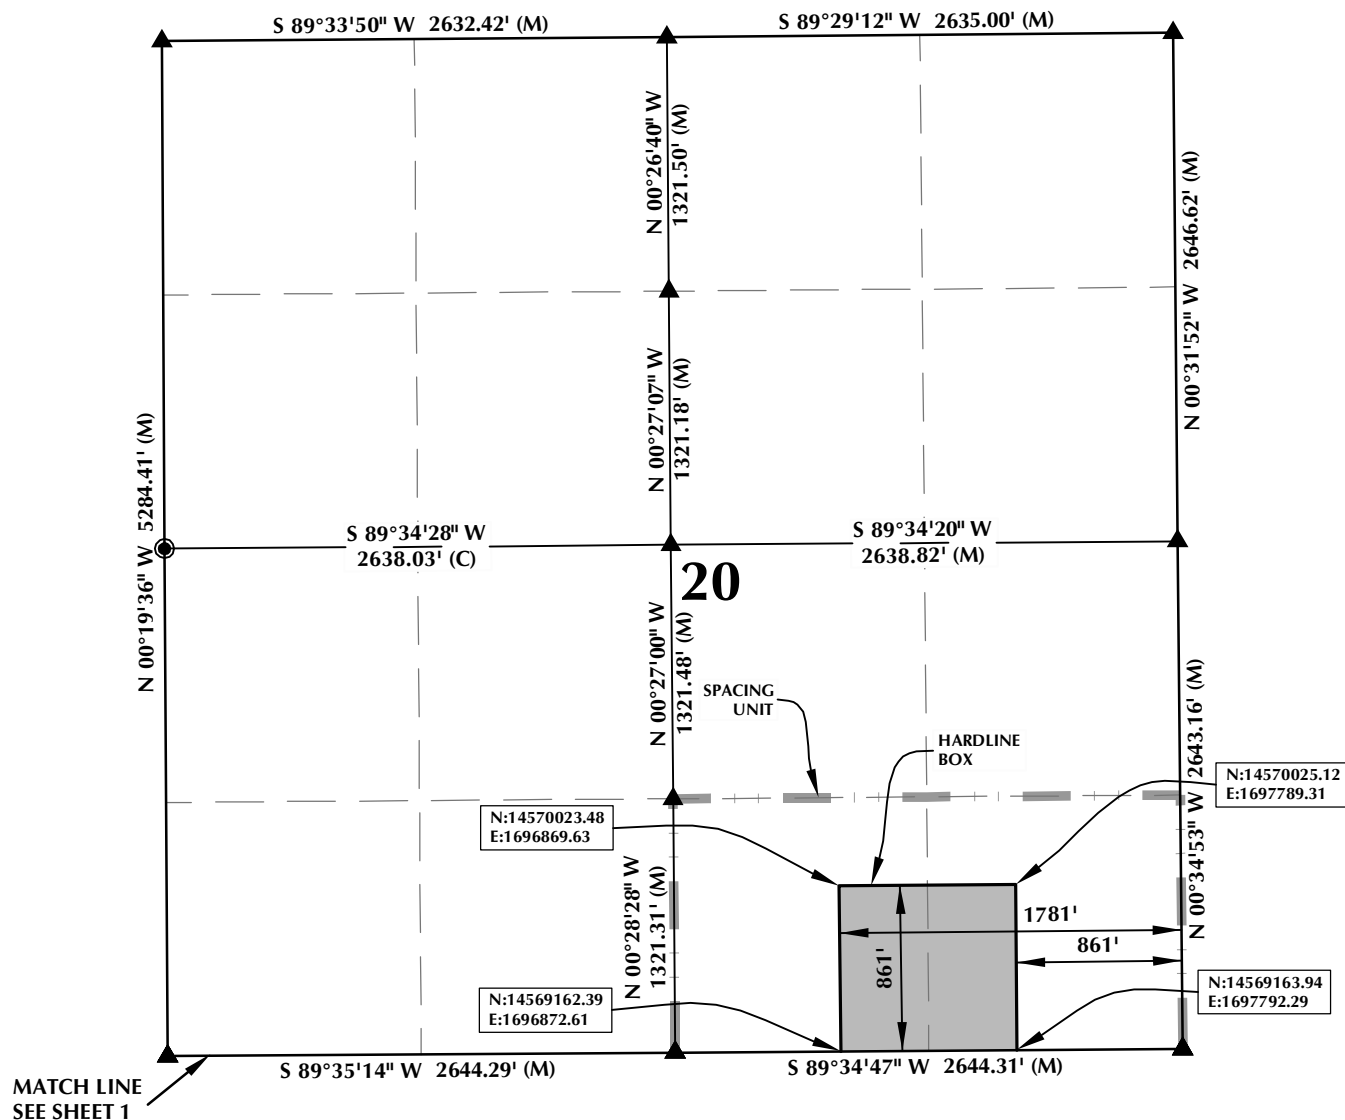 S 89°33'50" W 2632.42' (M)
S 89°29'12" W 2635.00' (M)
N 00°26'40" W
1321.50' (M)
N 00°31'52" W 2646.62' (M)
N 00°27'07" W
1321.18' (M)
N 00°19'36" W 5284.41' (M)
S 89°34'28" W
2638.03' (C)
S 89°34'20" W
2638.82' (M)
20
N 00°27'00" W
1321.48' (M)
SPACING
UNIT
HARDLINE
BOX
N 00°34'53" W 2643.16' (M)
N:14570025.12
E:1697789.31
N:14570023.48
E:1696869.63
N 00°28'28" W
1321.31' (M)
1781'
861'
861'
N:14569162.39
E:1696872.61
N:14569163.94
E:1697792.29
S 89°35'14" W 2644.29' (M)
S 89°34'47" W 2644.31' (M)
MATCH LINE
SEE SHEET 1